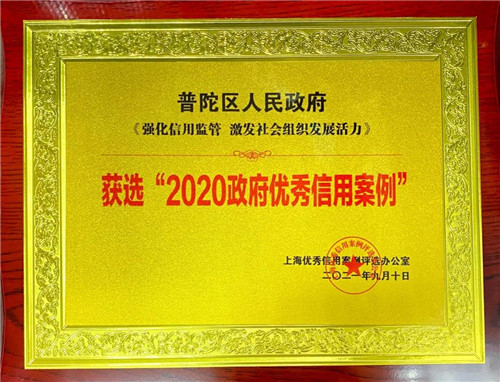 普陀区人民政府
《强化信用监管 激发社会组织发展活力》
获选“2020政府优秀信用案例”
上海优秀信用案例评选办公室
二〇二一年九月十日